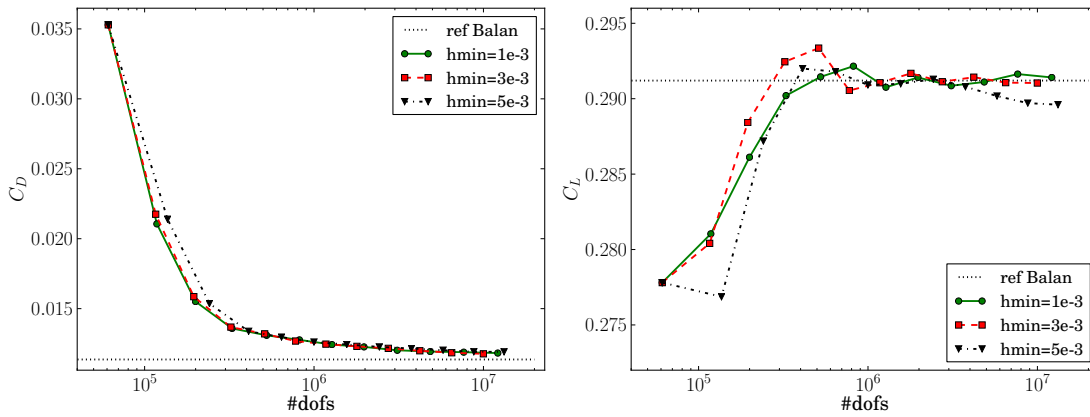 0.035
0.030
0.025
0.020
0.015
C_D
10^5
10^6
10^7
#dofs
ref Balan
hmin=1e-3
hmin=3e-3
hmin=5e-3
0.295
0.290
0.285
0.280
0.275
C_L
10^5
10^6
10^7
#dofs
ref Balan
hmin=1e-3
hmin=3e-3
hmin=5e-3